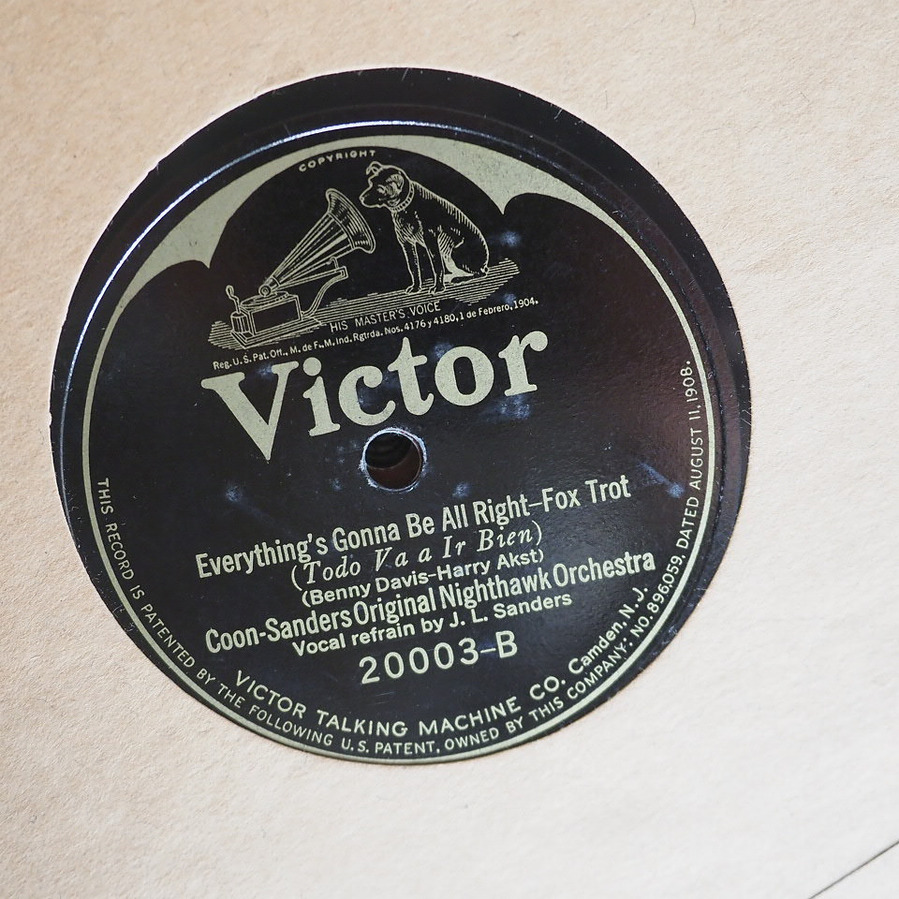 COPYRIGHT
HIS MASTER'S VOICE
Reg. U.S. Pat. Off., M. de F., M. Ind. Rgtrda. Nos. 4176 y 4180, 1 de Febrero, 1904.
Victor
Everything's Gonna Be All Right–Fox Trot
(Todo Va a Ir Bien)
(Benny Davis-Harry Akst)
Coon-Sanders Original Nighthawk Orchestra
Vocal refrain by J. L. Sanders
20003-B
VICTOR TALKING MACHINE CO. Camden, N. J.
THIS RECORD IS PATENTED BY THE FOLLOWING U.S. PATENT, OWNED BY THIS COMPANY: NO. 896,059, DATED AUGUST 11, 1908.